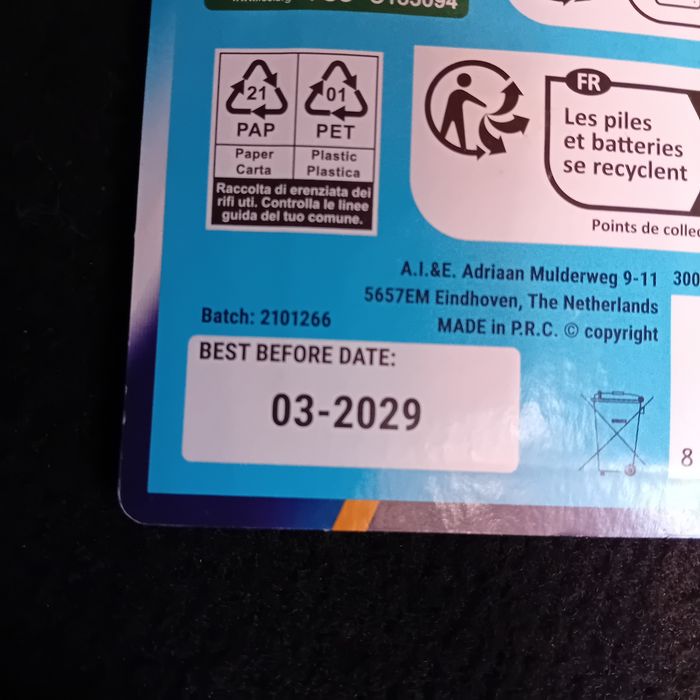 21
PAP
01
PET
Paper
Carta
Plastic
Plastica
Raccolta di erenziata dei
rifi uti. Controlla le linee
guida del tuo comune.
FR
Les piles
et batteries
se recyclent
Points de collec
A.I.&E. Adriaan Mulderweg 9-11
5657EM Eindhoven, The Netherlands
MADE in P.R.C. © copyright
300
Batch: 2101266
BEST BEFORE DATE:
03-2029
8